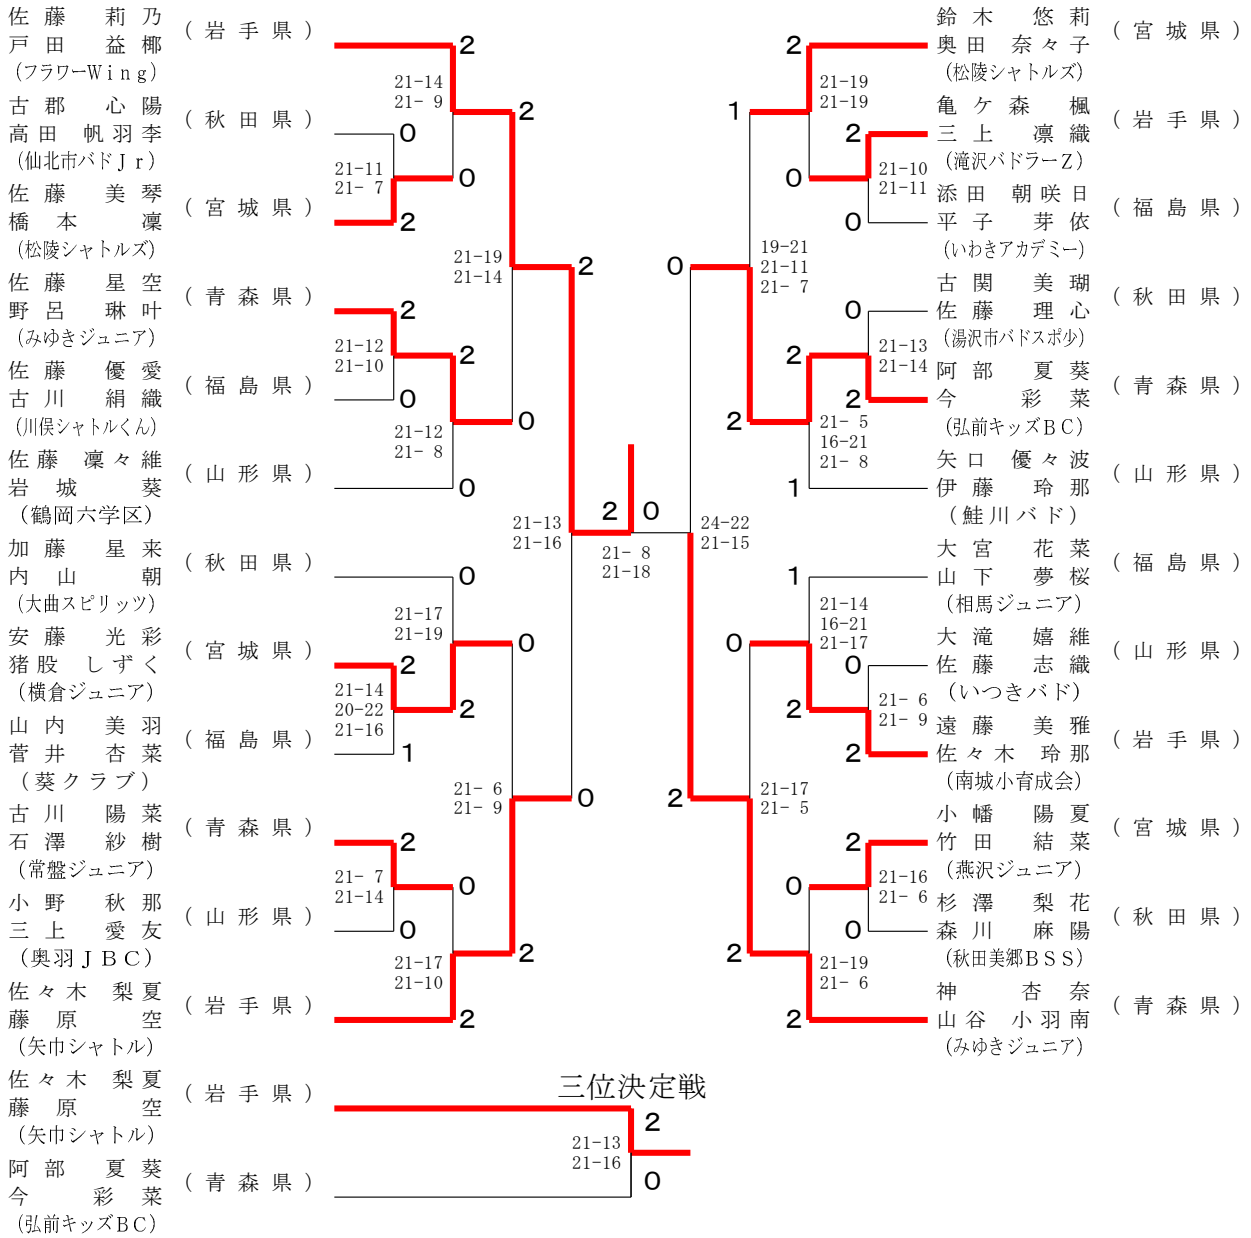 佐藤 莉乃
戸田 益椰
（岩手県）
(フラワーWing)
古郡 心陽
高田 帆羽李
（秋田県）
(仙北市バドJr)
佐藤 美琴
橋本 凜
（宮城県）
(松陵シャトルズ)
佐藤 星空
野呂 琳叶
（青森県）
(みゆきジュニア)
佐藤 優愛
古川 絹織
（福島県）
(川俣シャトルくん)
佐藤 凜々維
岩城 葵
（山形県）
(鶴岡六学区)
加藤 星来
内山 朝
（秋田県）
(大曲スピリッツ)
安藤 光彩
猪股 しずく
（宮城県）
(横倉ジュニア)
山内 美羽
菅井 杏菜
（福島県）
(葵クラブ)
古川 陽菜
石澤 紗樹
（青森県）
(常盤ジュニア)
小野 秋那
三上 愛友
（山形県）
(奥羽JBC)
佐々木 梨夏
藤原 空
（岩手県）
(矢巾シャトル)
2
21-14
21- 9
2
0
21-11
21- 7
0
2
21-19
21-14
2
2
21-12
21-10
2
0
0
21-12
21- 8
0
21-13
21-16
0
21-17
21-19
0
2
21-14
20-22
21-16
2
1
21- 6
21- 9
0
2
21- 7
21-14
0
0
2
21-17
21-10
2
2 0
21- 8
21-18
鈴木 悠莉
奥田 奈々子
（宮城県）
(松陵シャトルズ)
亀ケ森 楓
三上 凛織
（岩手県）
(滝沢バドラーZ)
添田 朝咲日
平子 芽依
（福島県）
(いわきアカデミー)
古関 美瑚
佐藤 理心
（秋田県）
(湯沢市バドスポ少)
阿部 夏葵
今 彩菜
（青森県）
(弘前キッズBC)
矢口 優々波
伊藤 玲那
（山形県）
(鮭川バド)
大宮 花菜
山下 夢桜
（福島県）
(相馬ジュニア)
大滝 嬉維
佐藤 志織
（山形県）
(いつきバド)
遠藤 美雅
佐々木 玲那
（岩手県）
(南城小育成会)
小幡 陽夏
竹田 結菜
（宮城県）
(燕沢ジュニア)
杉澤 梨花
森川 麻陽
（秋田県）
(秋田美郷BSS)
神 杏奈
山谷 小羽南
（青森県）
(みゆきジュニア)
2
21-19
21-19
1
2
21-10
21-11
0
0
19-21
21-11
21- 7
0
0
21-13
21-14
2
2
2
21- 5
16-21
21- 8
1
24-22
21-15
1
21-14
16-21
21-17
0
0
21- 6
21- 9
2
2
21-17
21- 5
2
2
21-16
21- 6
0
0
2
21-19
21- 6
2
三位決定戦
佐々木 梨夏
藤原 空
（岩手県）
(矢巾シャトル)
2
21-13
21-16
0
阿部 夏葵
今 彩菜
（青森県）
(弘前キッズBC)